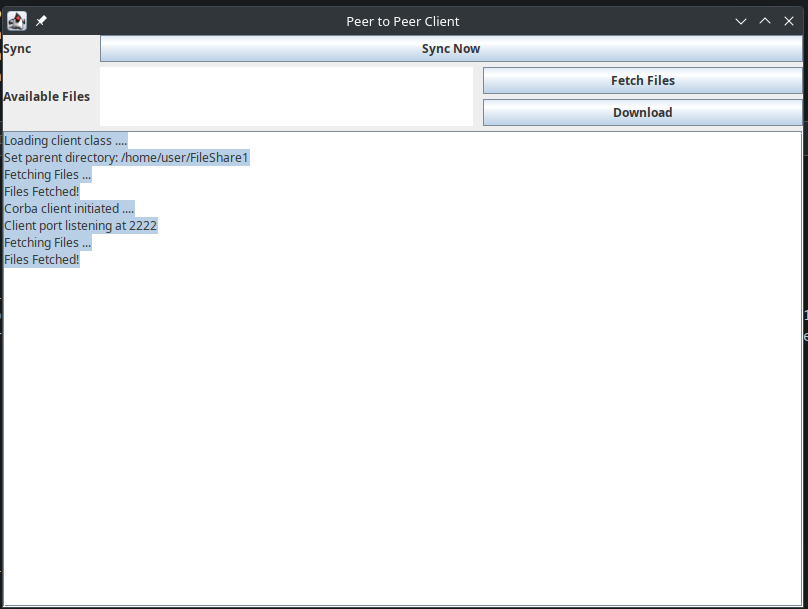 Peer to Peer Client
Sync
Sync Now
Available Files
Fetch Files
Download
Loading client class ....
Set parent directory: /home/user/FileShare1
Fetching Files ...
Files Fetched!
Corba client initiated ....
Client port listening at 2222
Fetching Files ...
Files Fetched!